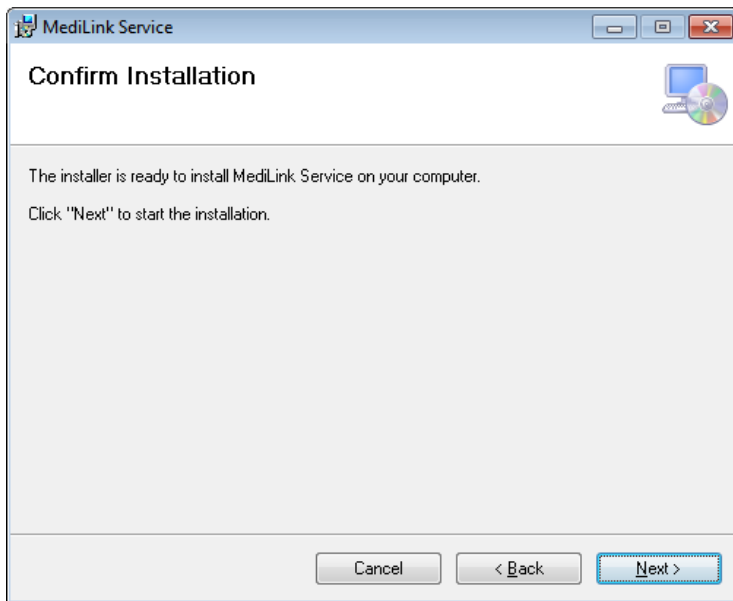 MediLink Service
Confirm Installation
The installer is ready to install MediLink Service on your computer.
Click "Next" to start the installation.
Cancel
< Back
Next >